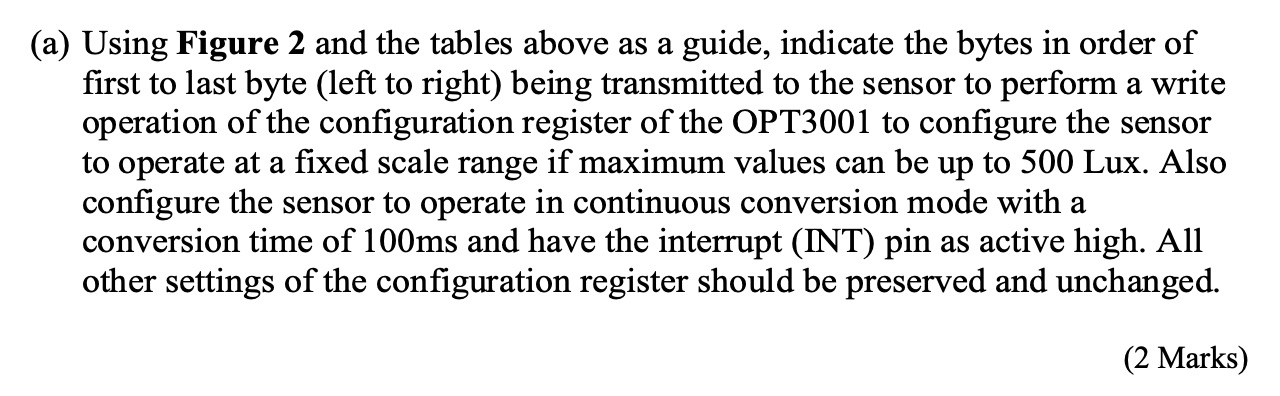 (a) Using Figure 2 and the tables above as a guide, indicate the bytes in order of
first to last byte (left to right) being transmitted to the sensor to perform a write
operation of the configuration register of the OPT3001 to configure the sensor
to operate at a fixed scale range if maximum values can be up to 500 Lux. Also
configure the sensor to operate in continuous conversion mode with a
conversion time of 100ms and have the interrupt (INT) pin as active high. All
other settings of the configuration register should be preserved and unchanged.
(2 Marks)